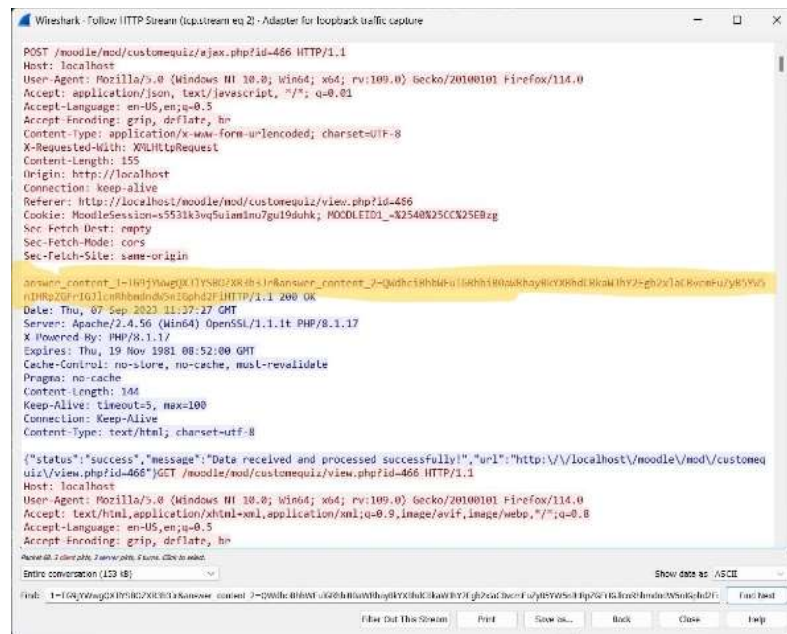 Wireshark - Follow HTTP Stream (tcp.stream eq 2) - Adapter for loopback traffic capture
POST /moodle/mod/customequiz/ajax.php?id=466 HTTP/1.1
Host: localhost
User-Agent: Mozilla/5.0 (Windows NT 10.0; Win64; x64; rv:109.0) Gecko/20100101 Firefox/114.0
Accept: application/json, text/javascript, */*; q=0.01
Accept-Language: en-US,en;q=0.5
Accept-Encoding: gzip, deflate, br
Content-Type: application/x-www-form-urlencoded; charset=UTF-8
X-Requested-With: XMLHttpRequest
Content-Length: 155
Origin: http://localhost
Connection: keep-alive
Referer: http://localhost/moodle/mod/customequiz/view.php?id=466
Cookie:
Sec-Fetch-Dest: empty
Sec-Fetch-Mode: cors
Sec-Fetch-Site: same-origin
HTTP/1.1 200 OK
Date: Thu, 07 Sep 2023 11:37:27 GMT
Server: Apache/2.4.56 (Win64) OpenSSL/1.1.1t PHP/8.1.17
X-Powered-By: PHP/8.1.17
Expires: Thu, 19 Nov 1981 08:52:00 GMT
Cache-Control: no-store, no-cache, must-revalidate
Pragma: no-cache
Content-Length: 144
Keep-Alive: timeout=5, max=100
Connection: Keep-Alive
Content-Type: text/html; charset=utf-8
{"status":"success","message":"Data received and processed successfully!","url":"http:\/\/localhost\/moodle\/mod\/customeq
uiz\/view.php?id=466"}GET /moodle/mod/customequiz/view.php?id=466 HTTP/1.1
Host: localhost
User-Agent: Mozilla/5.0 (Windows NT 10.0; Win64; x64; rv:109.0) Gecko/20100101 Firefox/114.0
Accept: text/html,application/xhtml+xml,application/xml;q=0.9,image/avif,image/webp,*/*;q=0.8
Accept-Language: en-US,en;q=0.5
Accept-Encoding: gzip, deflate, br
Click to select.
Entire conversation (153 kB) Show data as ASCII
Find: Find Next
Filter Out This Stream Print Save as... Back Close Help